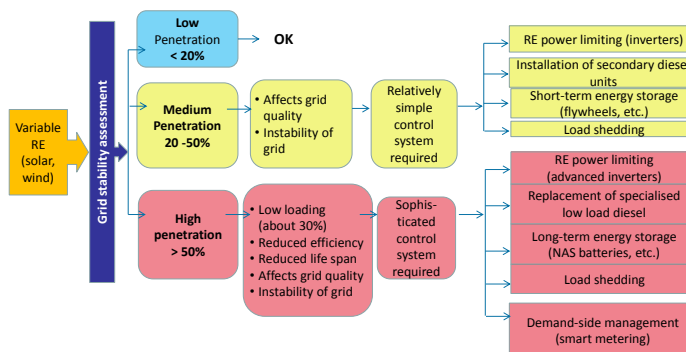 Variable
RE
(solar,
wind)
Grid stability assessment
Low
Penetration
< 20%
OK
Medium
Penetration
20 -50%
• Affects grid
quality
• Instability of
grid
Relatively
simple
control
system
required
RE power limiting (inverters)
Installation of secondary diesel
units
Short-term energy storage
(flywheels, etc.)
Load shedding
High
penetration
> 50%
• Low loading
(about 30%)
• Reduced efficiency
• Reduced life span
• Affects grid quality
• Instability of grid
Sophis-
ticated
control
system
required
RE power limiting
(advanced inverters)
Replacement of specialised
low load diesel
Long-term energy storage
(NAS batteries, etc.)
Load shedding
Demand-side management
(smart metering)